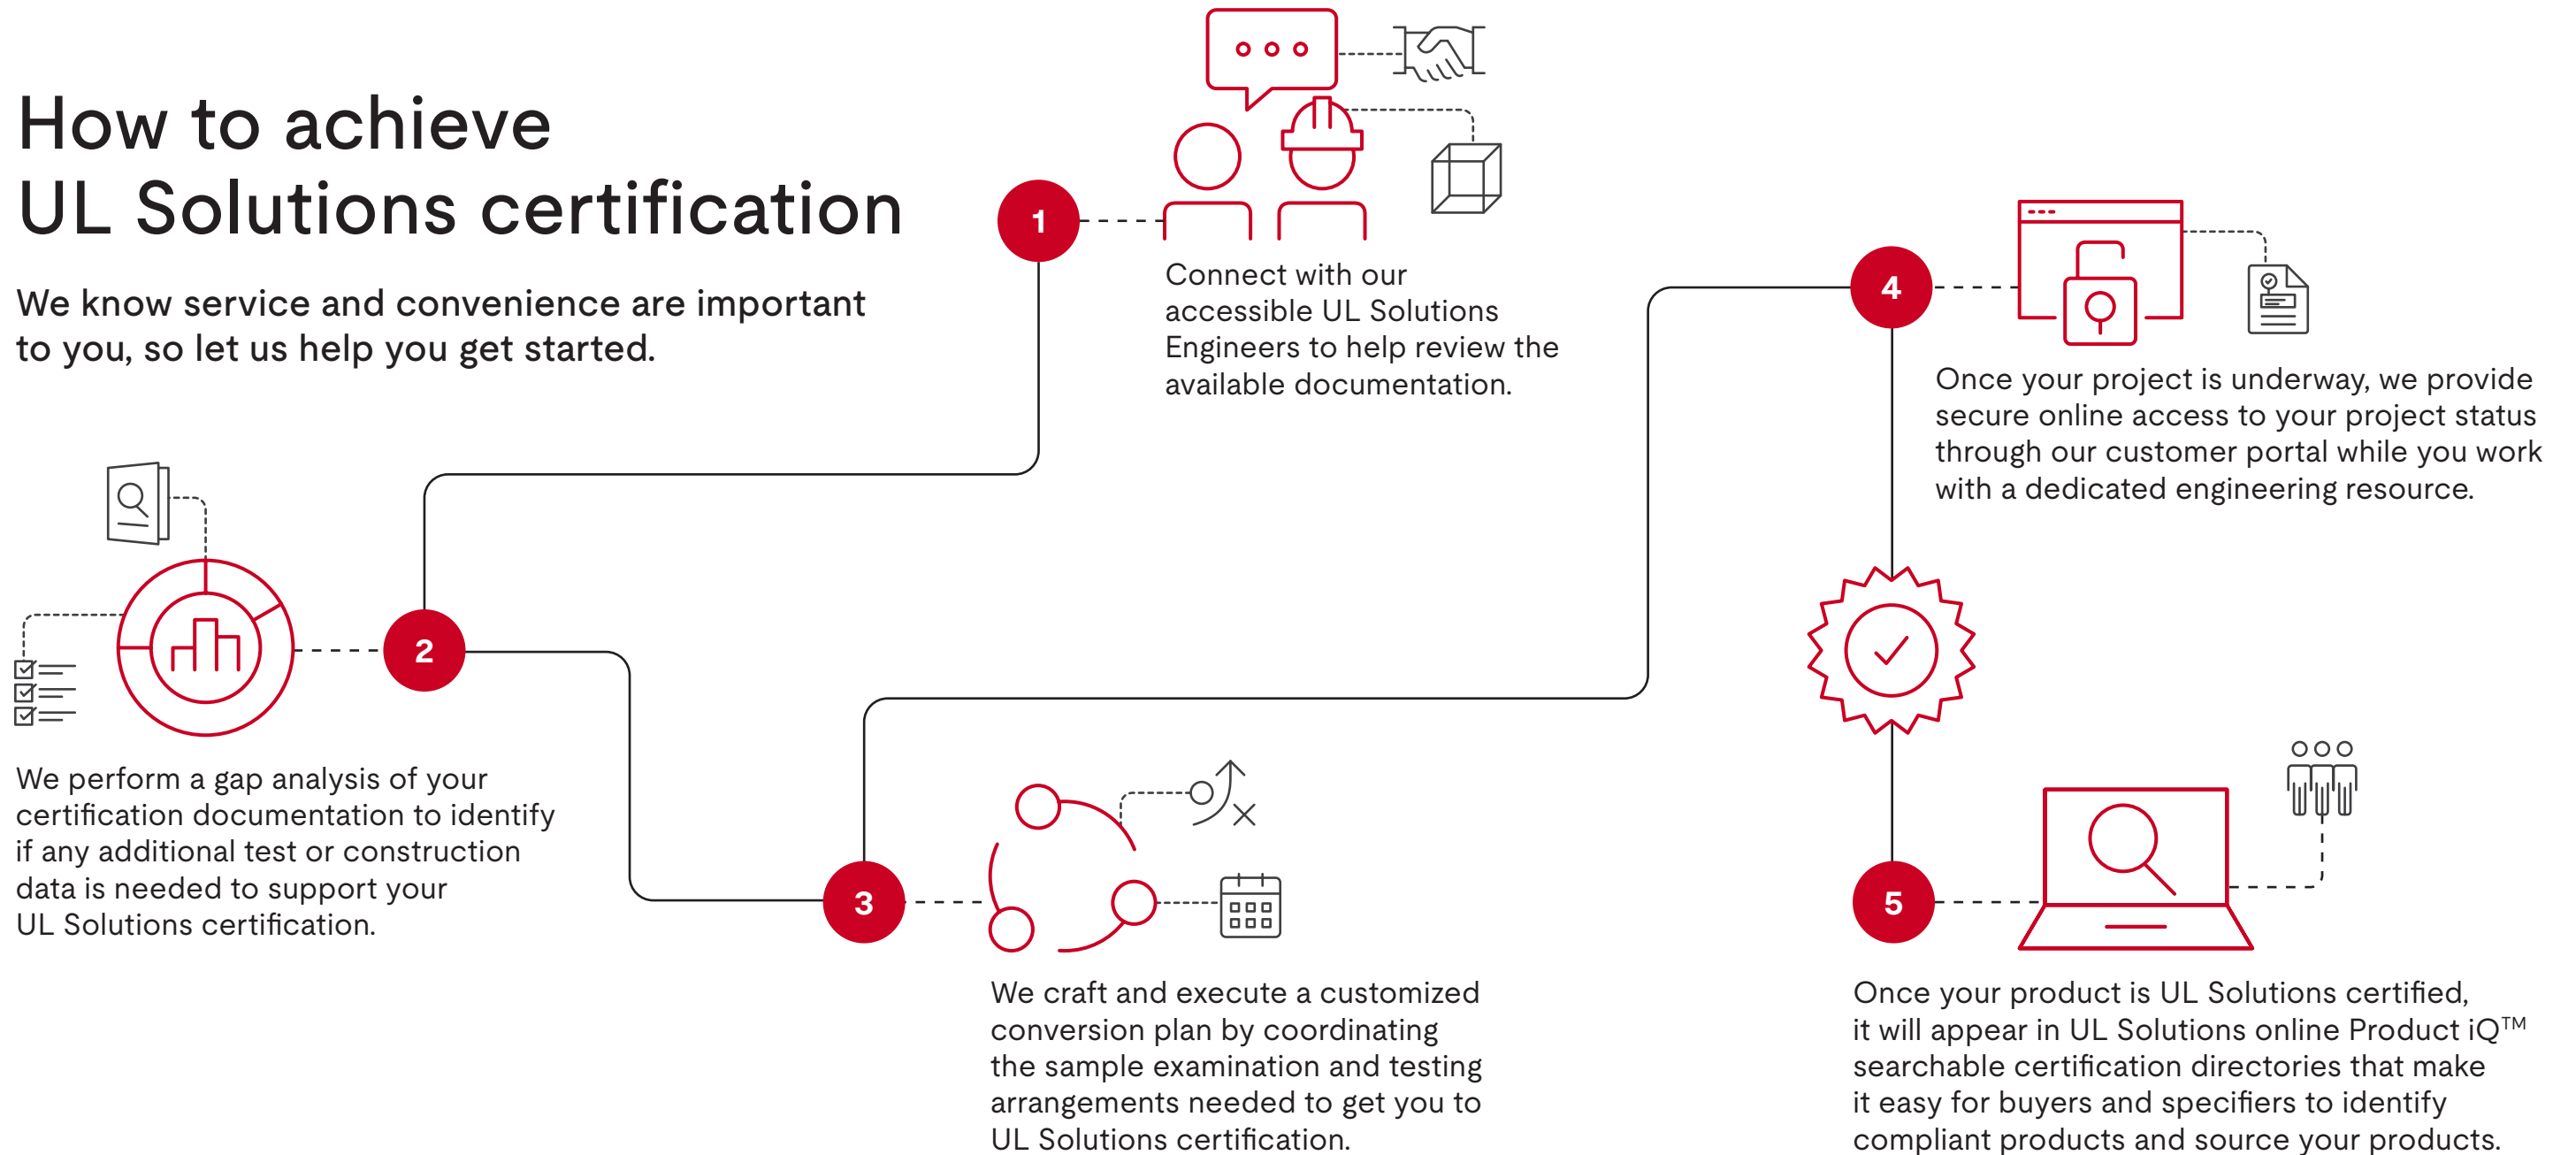 How to achieve
UL Solutions certification
We know service and convenience are important
to you, so let us help you get started.
1
Connect with our
accessible UL Solutions
Engineers to help review the
available documentation.
2
We perform a gap analysis of your
certification documentation to identify
if any additional test or construction
data is needed to support your
UL Solutions certification.
3
We craft and execute a customized
conversion plan by coordinating
the sample examination and testing
arrangements needed to get you to
UL Solutions certification.
4
Once your project is underway, we provide
secure online access to your project status
through our customer portal while you work
with a dedicated engineering resource.
5
Once your product is UL Solutions certified,
it will appear in UL Solutions online Product iQ™
searchable certification directories that make
it easy for buyers and specifiers to identify
compliant products and source your products.